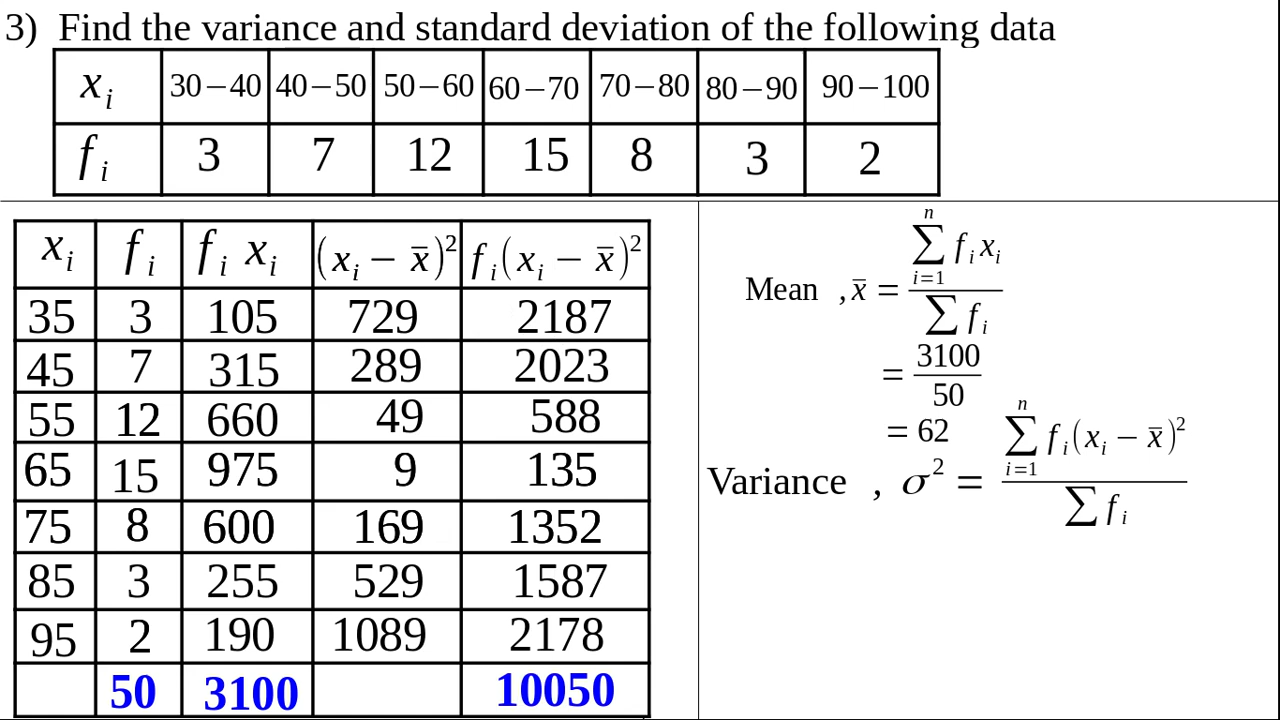 3) Find the variance and standard deviation of the following data
x_i 30−40 40−50 50−60 60−70 70−80 80−90 90−100
f_i 3 7 12 15 8 3 2
x_i f_i f_i x_i (x_i − x̄)² f_i(x_i − x̄)²
35 3 105 729 2187
45 7 315 289 2023
55 12 660 49 588
65 15 975 9 135
75 8 600 169 1352
85 3 255 529 1587
95 2 190 1089 2178
50 3100 10050
Mean , x̄ = ∑_{i=1}^{n} f_i x_i / ∑ f_i
= 3100 / 50
= 62
Variance , σ² = ∑_{i=1}^{n} f_i(x_i − x̄)² / ∑ f_i